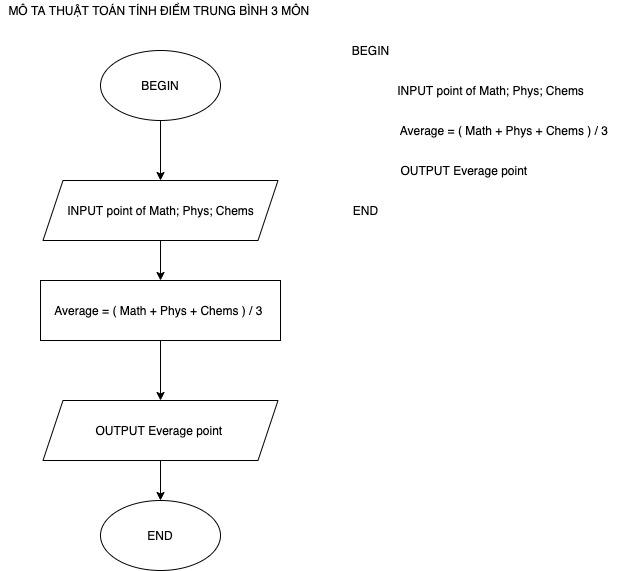 MÔ TA THUẬT TOÁN TÍNH ĐIỂM TRUNG BÌNH 3 MÔN
BEGIN
INPUT point of Math; Phys; Chems
Average = ( Math + Phys + Chems ) / 3
OUTPUT Everage point
END
BEGIN
INPUT point of Math; Phys; Chems
Average = ( Math + Phys + Chems ) / 3
OUTPUT Everage point
END